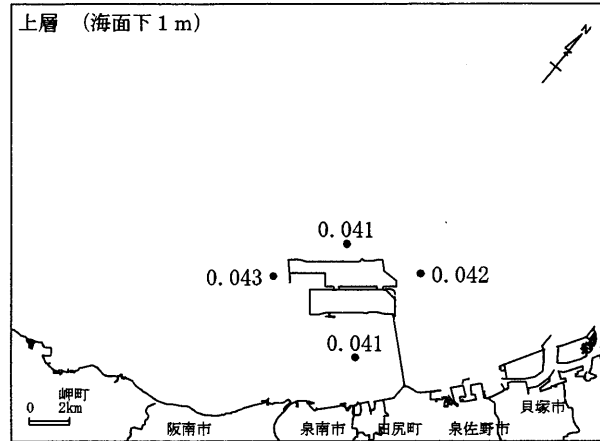 上層 (海面下1m)
N
0.041
0.043
0.042
0.041
岬町
0 2km
阪南市
泉南市
田尻町
泉佐野市
貝塚市